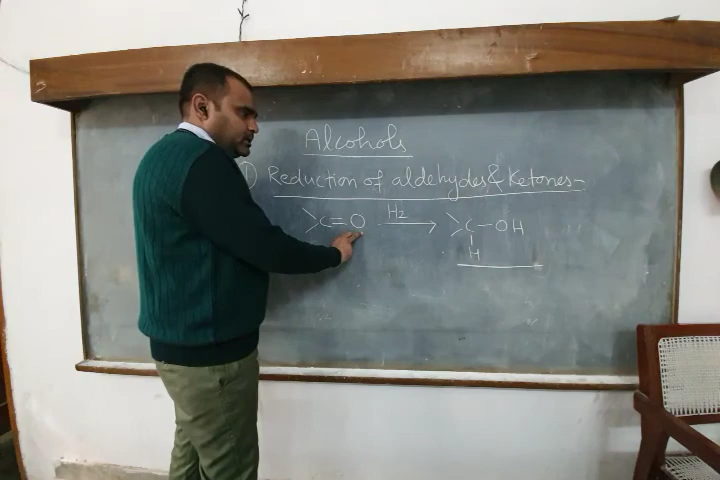 Alcohols
① Reduction of aldehydes & Ketones-
>C=O H2 → >C-OH
H